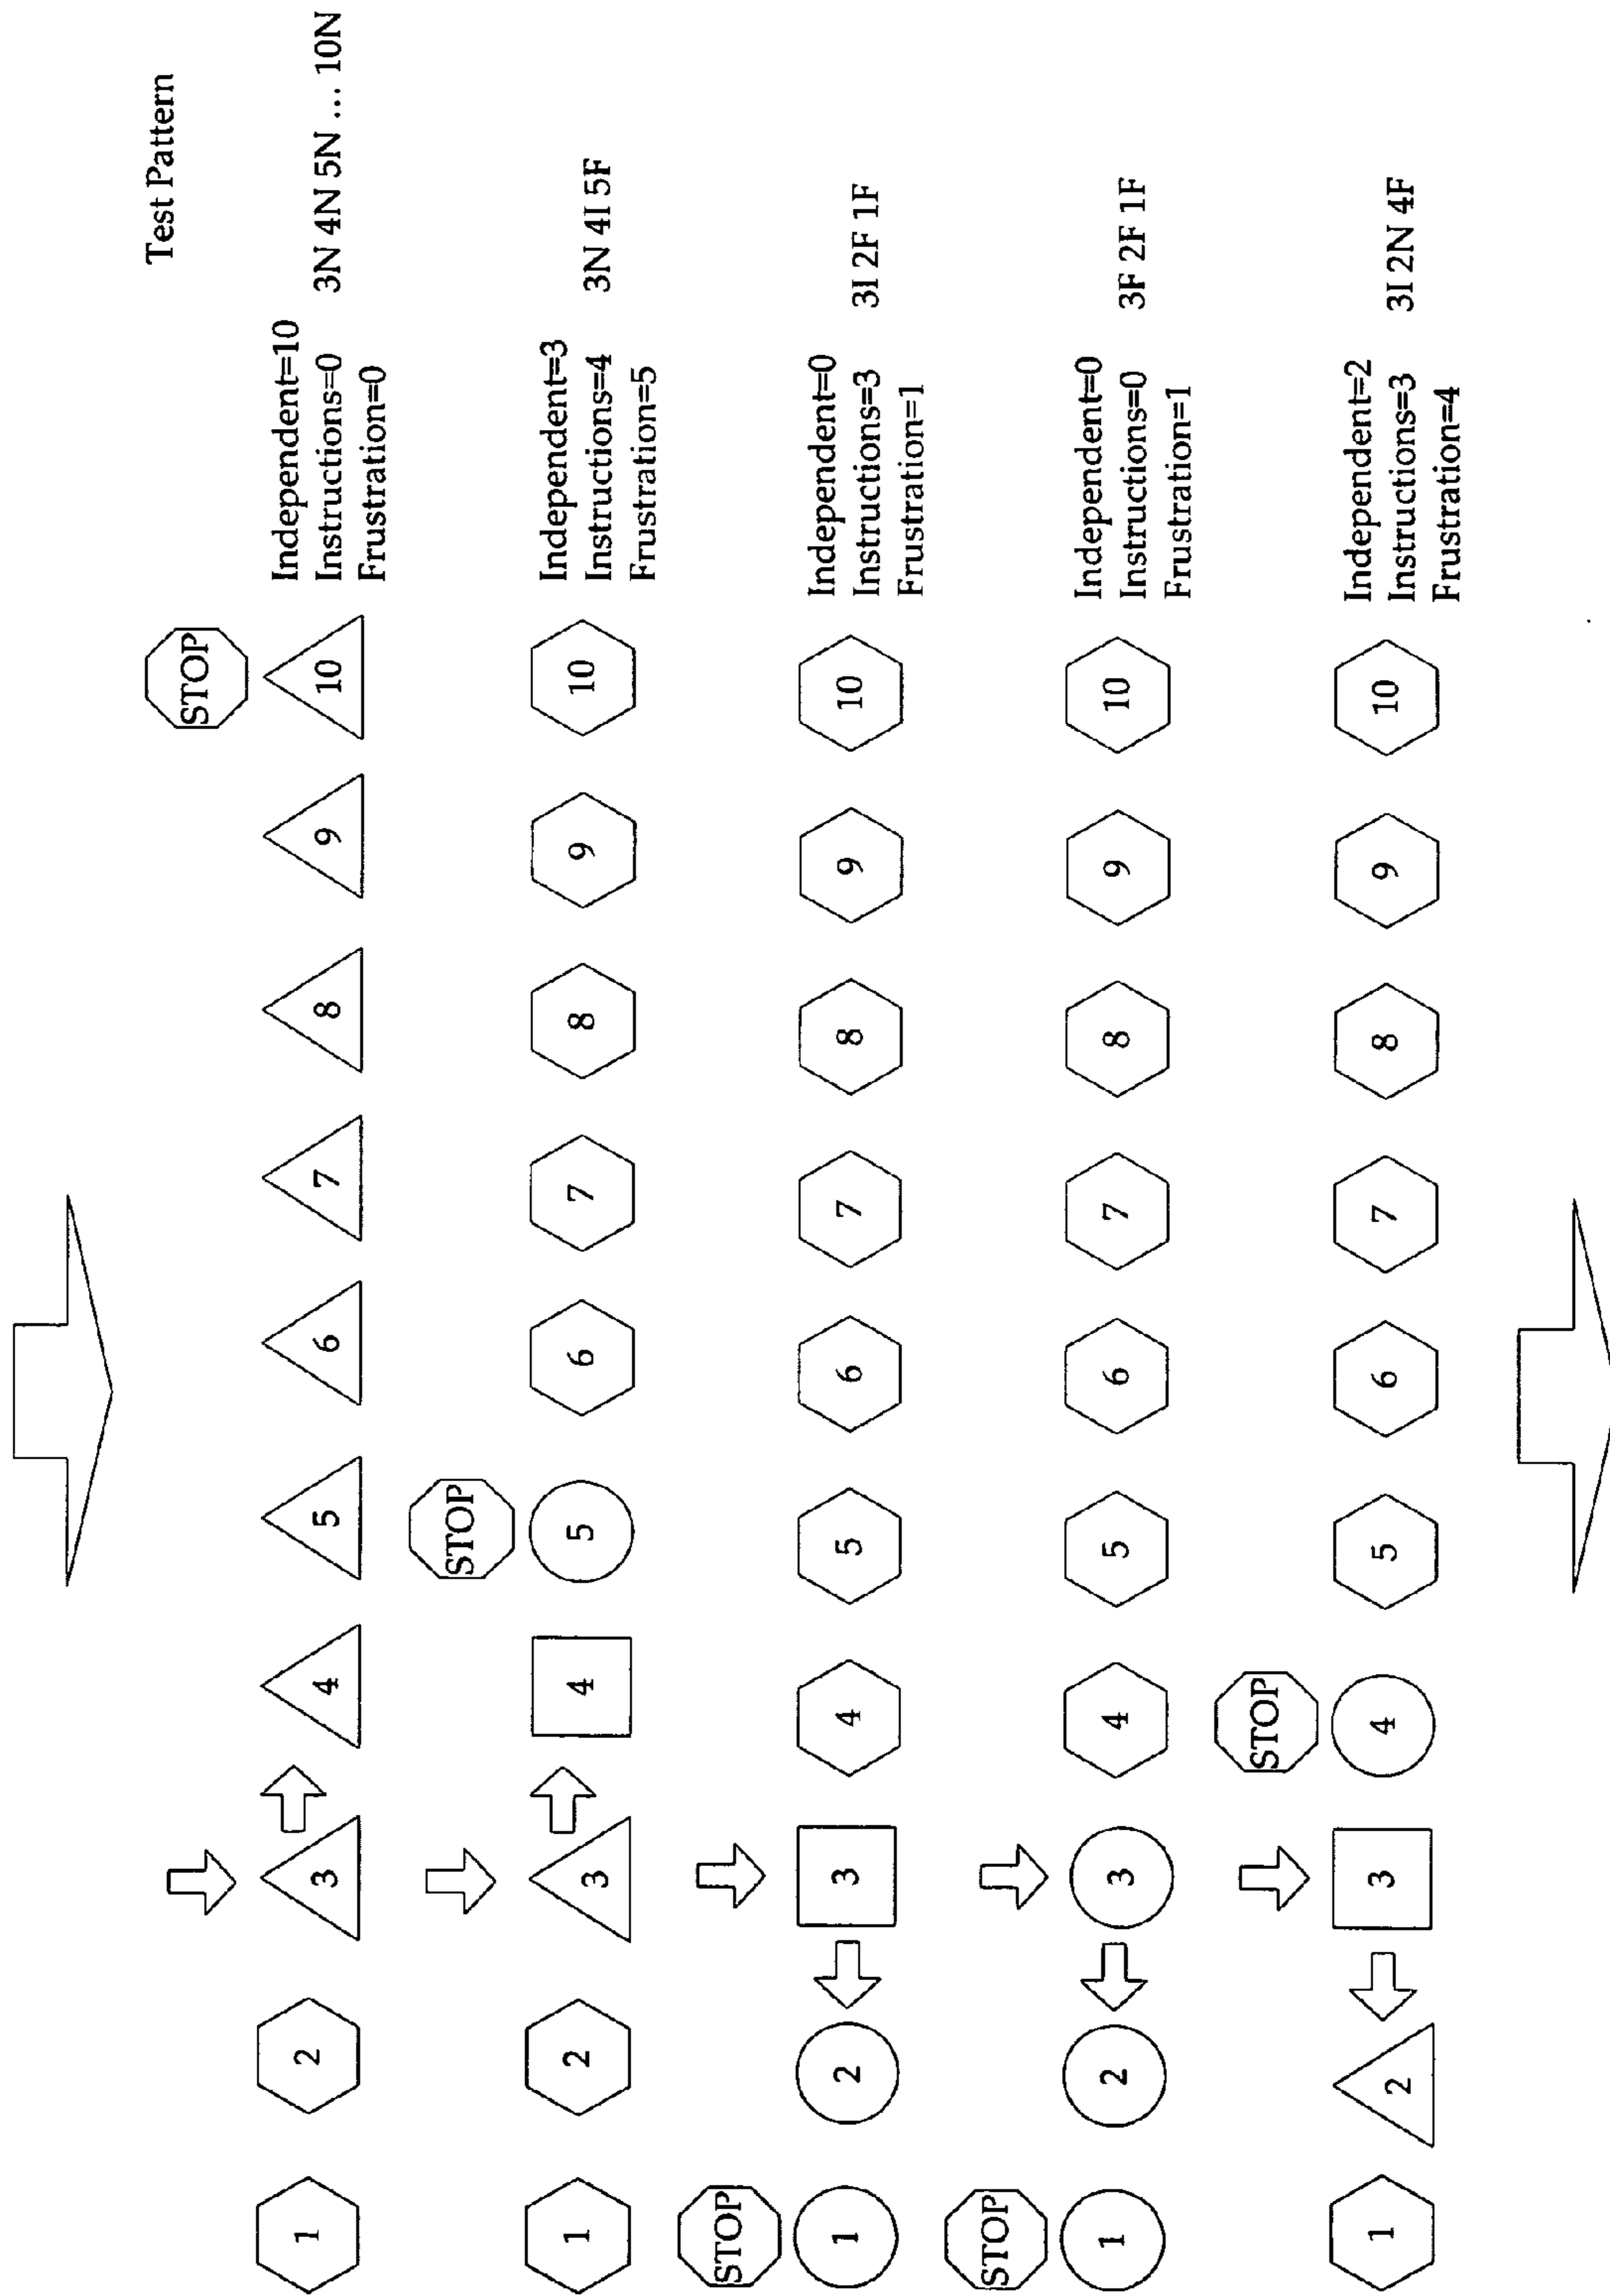 Test Pattern
STOP
1 2 3 4 5 6 7 8 9 10
Independent=10
Instructions=0 3N 4N 5N ... 10N
Frustration=0
STOP
1 2 3 4 5 6 7 8 9 10
Independent=3
Instructions=4 3N 4I 5F
Frustration=5
STOP
1 2 3 4 5 6 7 8 9 10
Independent=0
Instructions=3 3I 2F 1F
Frustration=1
STOP
1 2 3 4 5 6 7 8 9 10
Independent=0
Instructions=0 3F 2F 1F
Frustration=1
STOP
1 2 3 4 5 6 7 8 9 10
Independent=2
Instructions=3 3I 2N 4F
Frustration=4